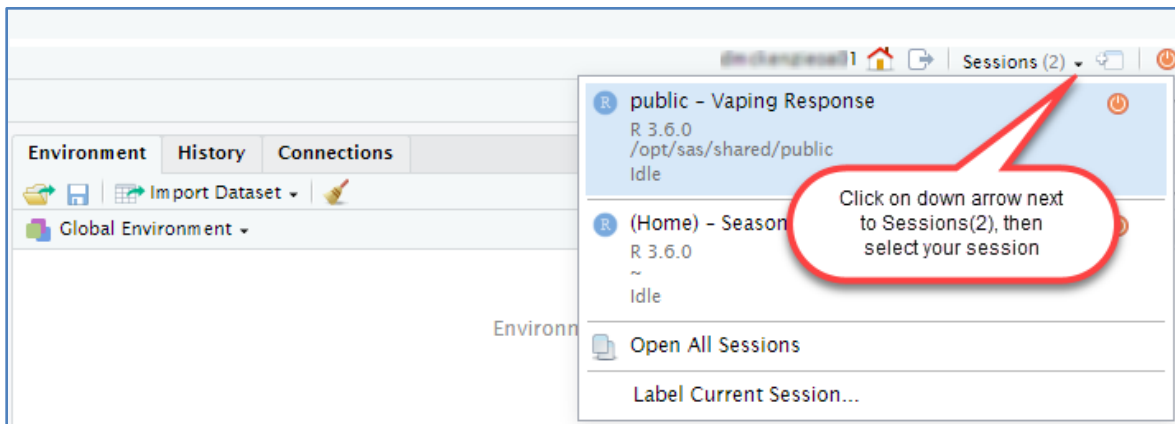 1
Sessions (2)
public – Vaping Response
R 3.6.0
/opt/sas/shared/public
Idle
Environment History Connections
Import Dataset
Global Environment
Click on down arrow next
to Sessions(2), then
select your session
(Home) – Season
R 3.6.0
~
Idle
Environn
Open All Sessions
Label Current Session...